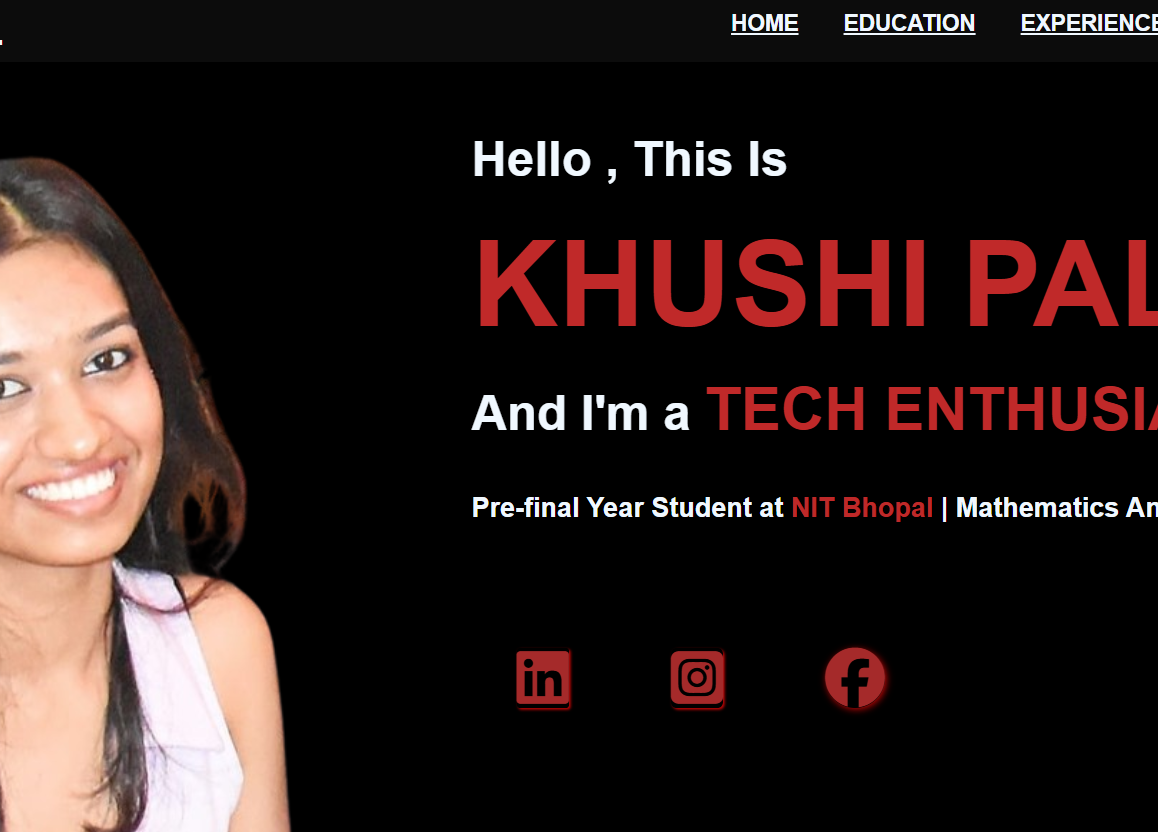 HOME EDUCATION EXPERIENCE
Hello , This Is
KHUSHI PAL
And I'm a TECH ENTHUSIA
Pre-final Year Student at NIT Bhopal | Mathematics An
in